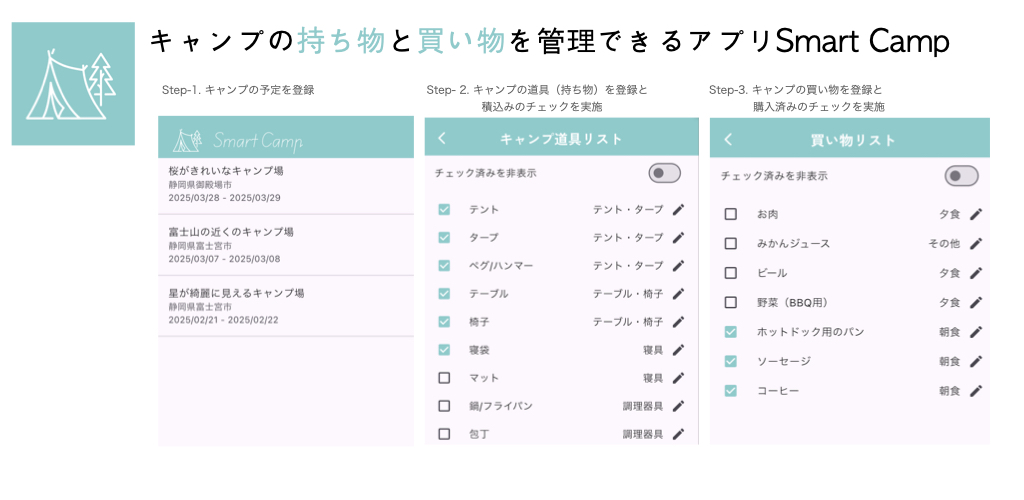 キャンプの持ち物と買い物を管理できるアプリSmart Camp
Step-1. キャンプの予定を登録
Smart Camp
桜がきれいなキャンプ場
静岡県御殿場市
2025/03/28 - 2025/03/29
富士山の近くのキャンプ場
静岡県富士宮市
2025/03/07 - 2025/03/08
星が綺麗に見えるキャンプ場
静岡県富士宮市
2025/02/21 - 2025/02/22
Step- 2. キャンプの道具（持ち物）を登録と
積込みのチェックを実施
キャンプ道具リスト
チェック済みを非表示
テント テント・タープ
タープ テント・タープ
ペグ/ハンマー テント・タープ
テーブル テーブル・椅子
椅子 テーブル・椅子
寝袋 寝具
マット 寝具
鍋/フライパン 調理器具
包丁 調理器具
Step-3. キャンプの買い物を登録と
購入済みのチェックを実施
買い物リスト
チェック済みを非表示
お肉 夕食
みかんジュース その他
ビール 夕食
野菜（BBQ用） 夕食
ホットドック用のパン 朝食
ソーセージ 朝食
コーヒー 朝食